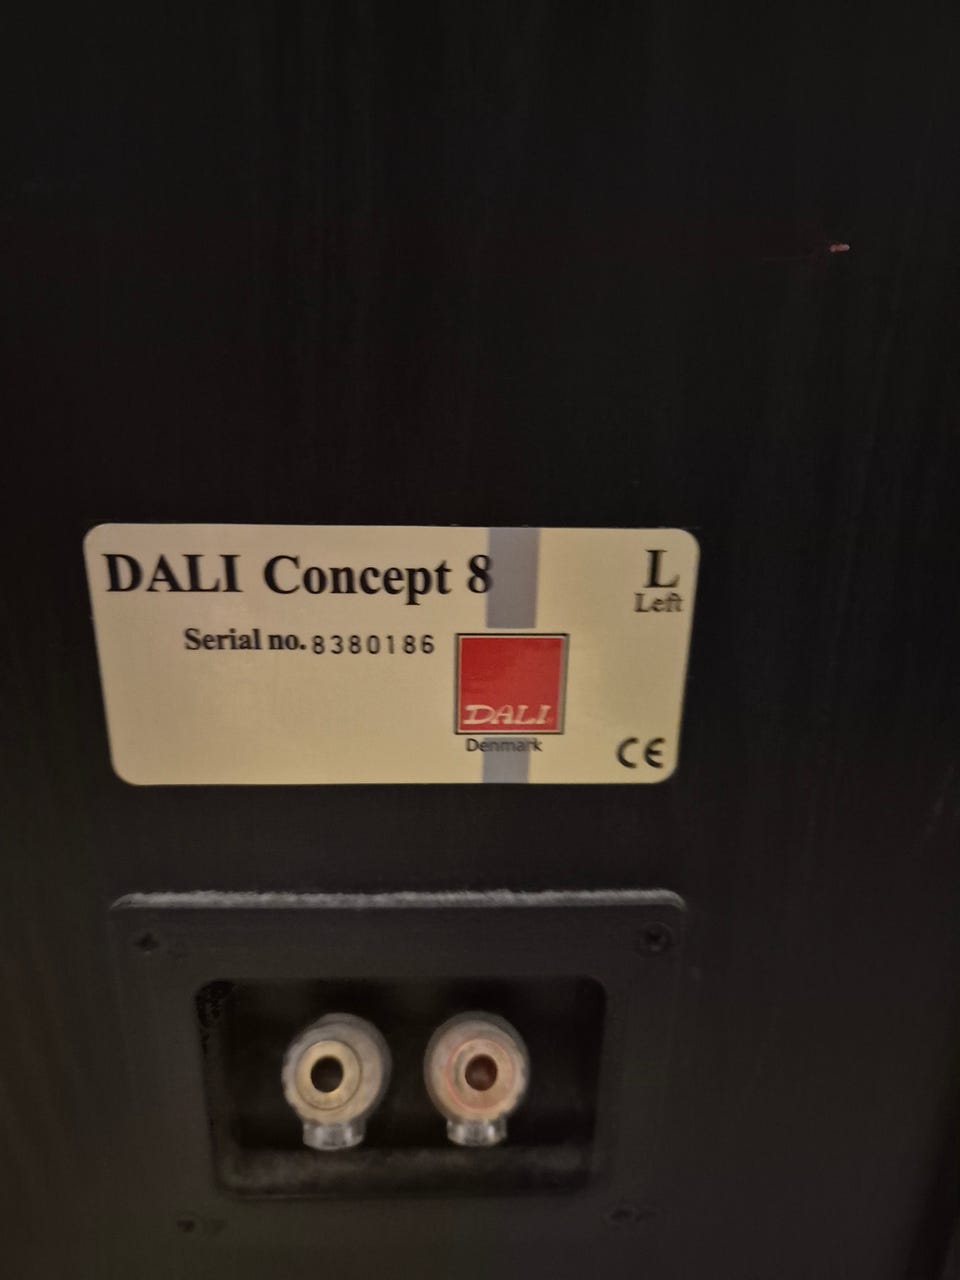 DALI Concept 8
L
Left
Serial no. 8380186
DALI
Denmark
CE